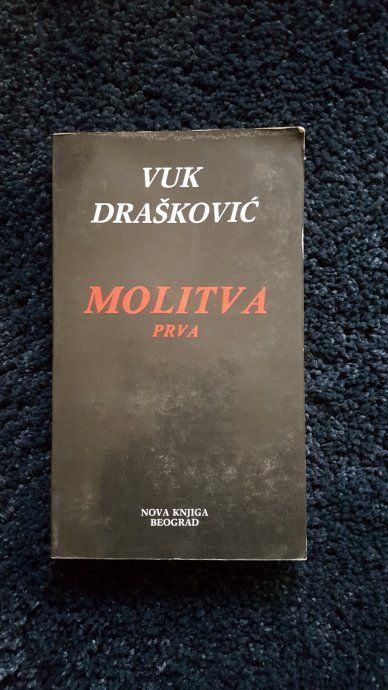 VUK
DRAŠKOVIĆ
MOLITVA
PRVA
NOVA KNJIGA
BEOGRAD